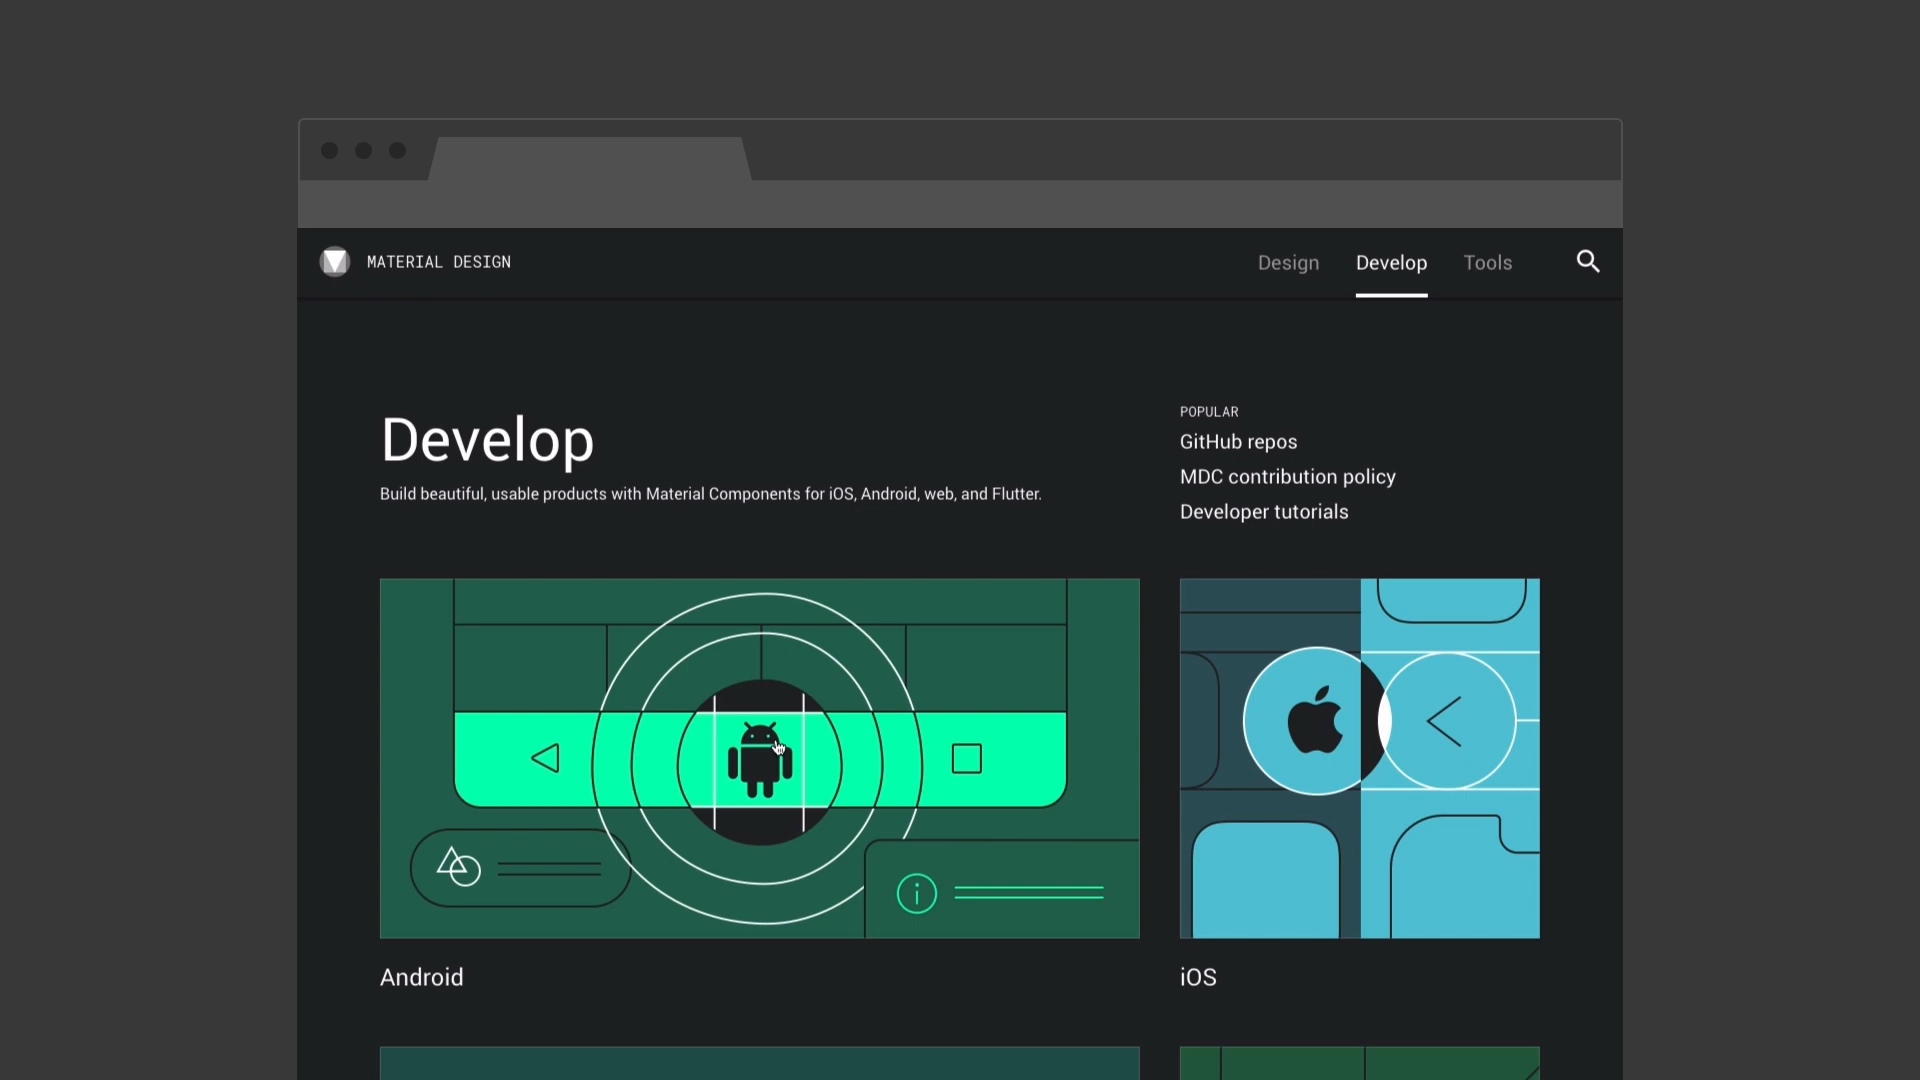 MATERIAL DESIGN
Design
Develop
Tools
Develop
Build beautiful, usable products with Material Components for iOS, Android, web, and Flutter.
POPULAR
GitHub repos
MDC contribution policy
Developer tutorials
Android
iOS